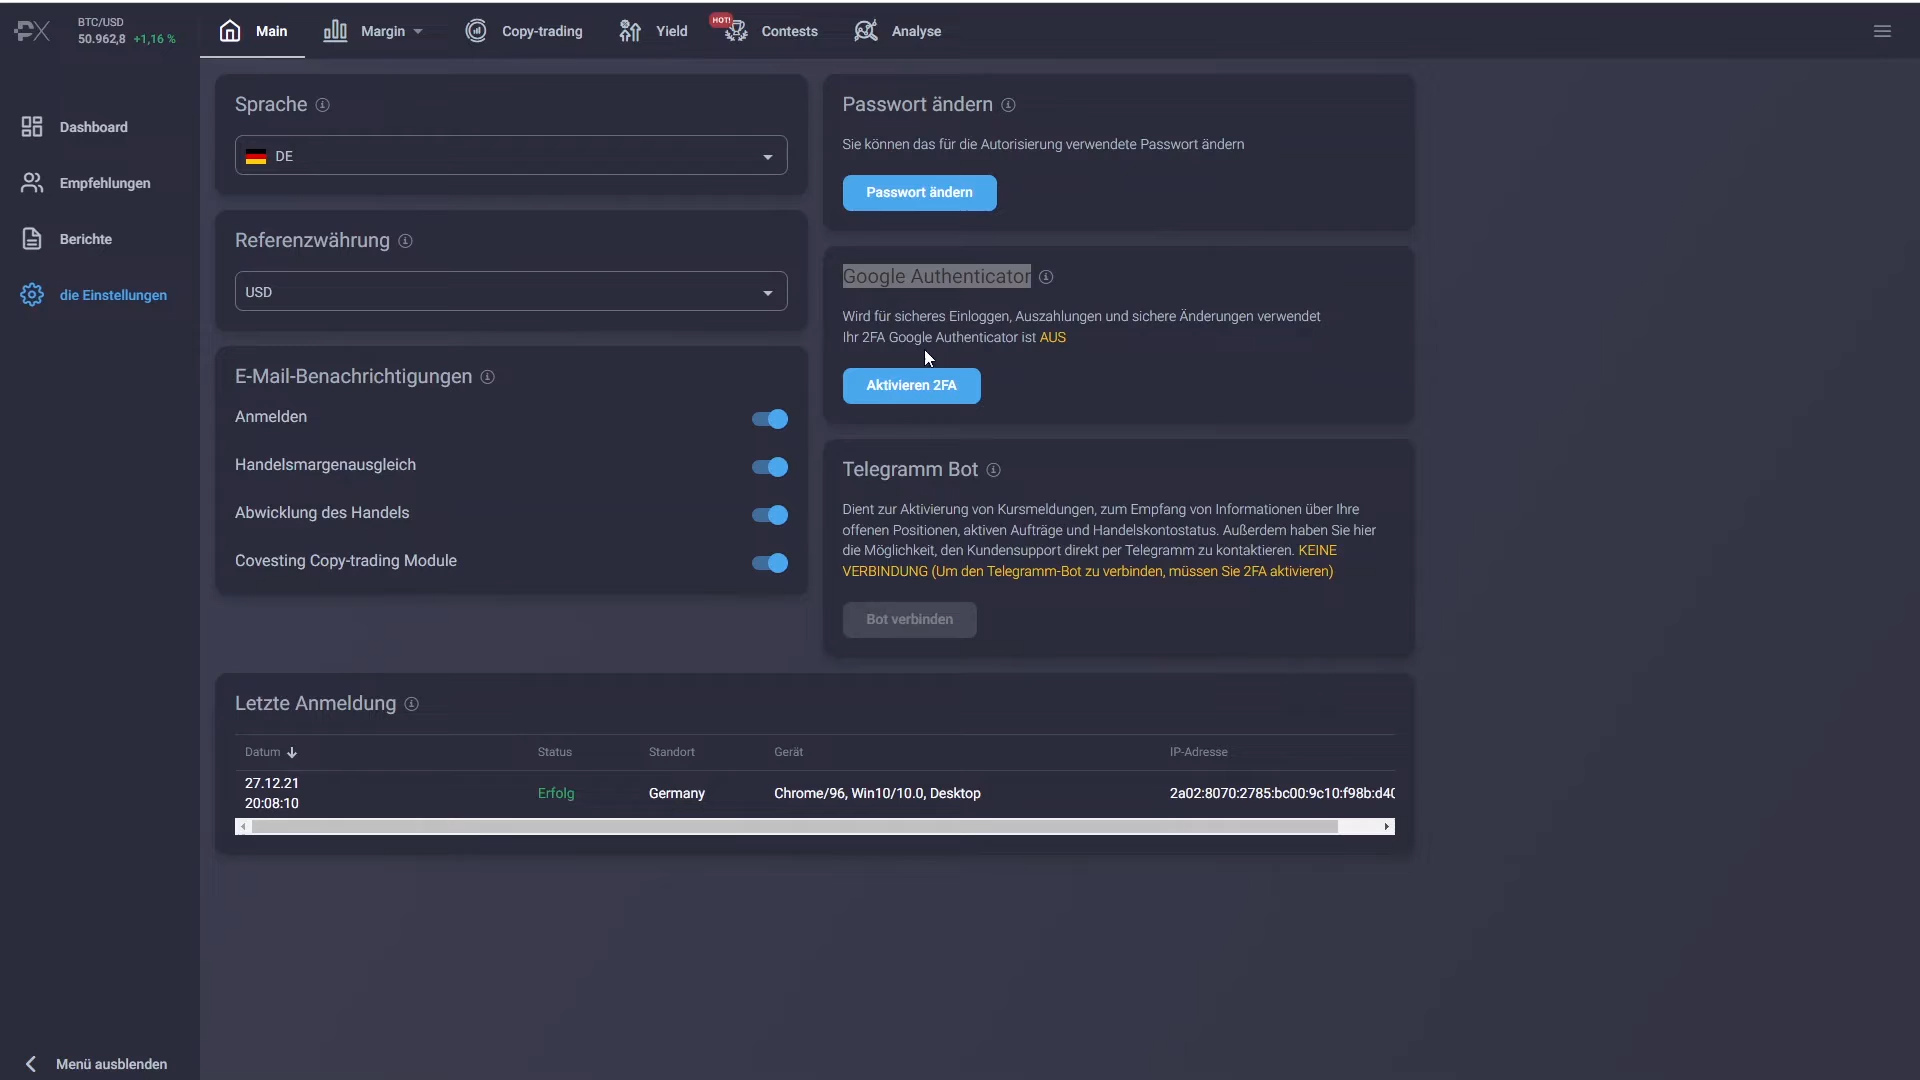 PX
BTC/USD
50.962,8 +1,16 %
Main
Margin
Copy-trading
Yield
HOT!
Contests
Analyse
Dashboard
Empfehlungen
Berichte
die Einstellungen
Menü ausblenden
Sprache
DE
Referenzwährung
USD
E-Mail-Benachrichtigungen
Anmelden
Handelsmargenausgleich
Abwicklung des Handels
Covesting Copy-trading Module
Passwort ändern
Sie können das für die Autorisierung verwendete Passwort ändern
Passwort ändern
Google Authenticator
Wird für sicheres Einloggen, Auszahlungen und sichere Änderungen verwendet
Ihr 2FA Google Authenticator ist AUS
Aktivieren 2FA
Telegramm Bot
Dient zur Aktivierung von Kursmeldungen, zum Empfang von Informationen über Ihre
offenen Positionen, aktiven Aufträge und Handelskontostatus. Außerdem haben Sie hier
die Möglichkeit, den Kundensupport direkt per Telegramm zu kontaktieren. KEINE
VERBINDUNG (Um den Telegramm-Bot zu verbinden, müssen Sie 2FA aktivieren)
Bot verbinden
Letzte Anmeldung
Datum Status Standort Gerät IP-Adresse
27.12.21
20:08:10 Erfolg Germany Chrome/96, Win10/10.0, Desktop 2a02:8070:2785:bc00:9c10:f98b:d40